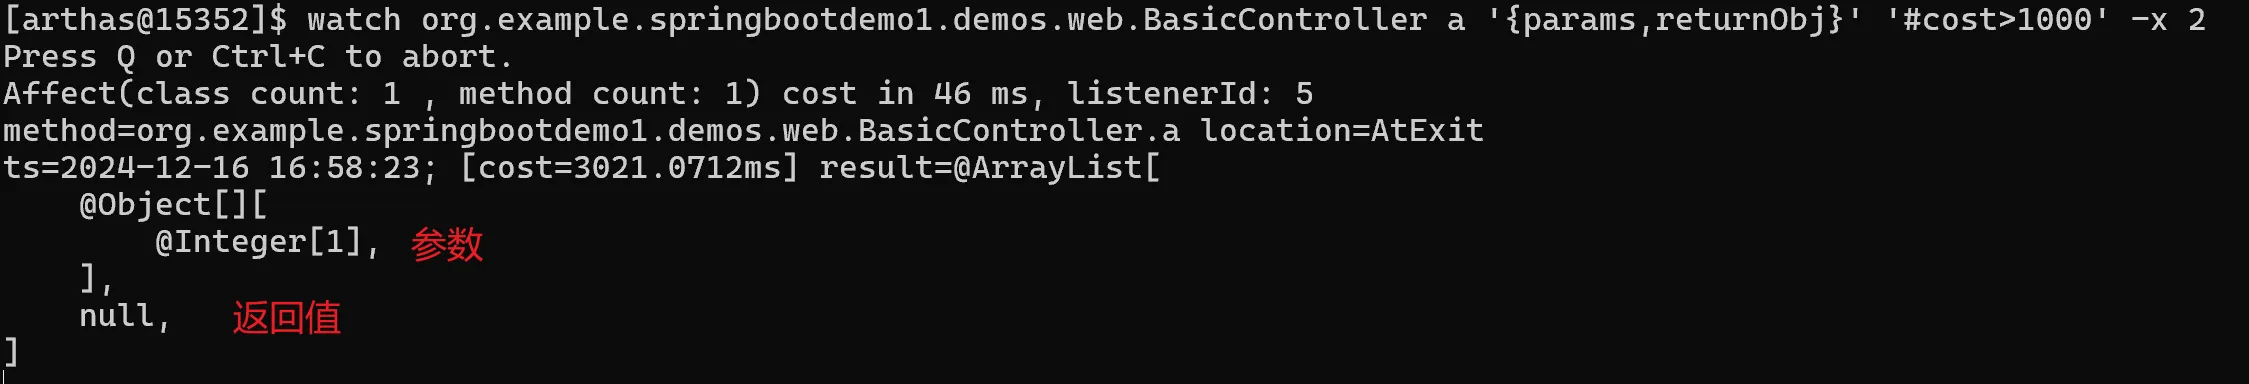 [arthas@15352]$ watch org.example.springbootdemo1.demos.web.BasicController a '{params,returnObj}' '#cost>1000' -x 2
Press Q or Ctrl+C to abort.
Affect(class count: 1 , method count: 1) cost in 46 ms, listenerId: 5
method=org.example.springbootdemo1.demos.web.BasicController.a location=AtExit
ts=2024-12-16 16:58:23; [cost=3021.0712ms] result=@ArrayList[
    @Object[][
        @Integer[1], 参数
    ],
    null, 返回值
]